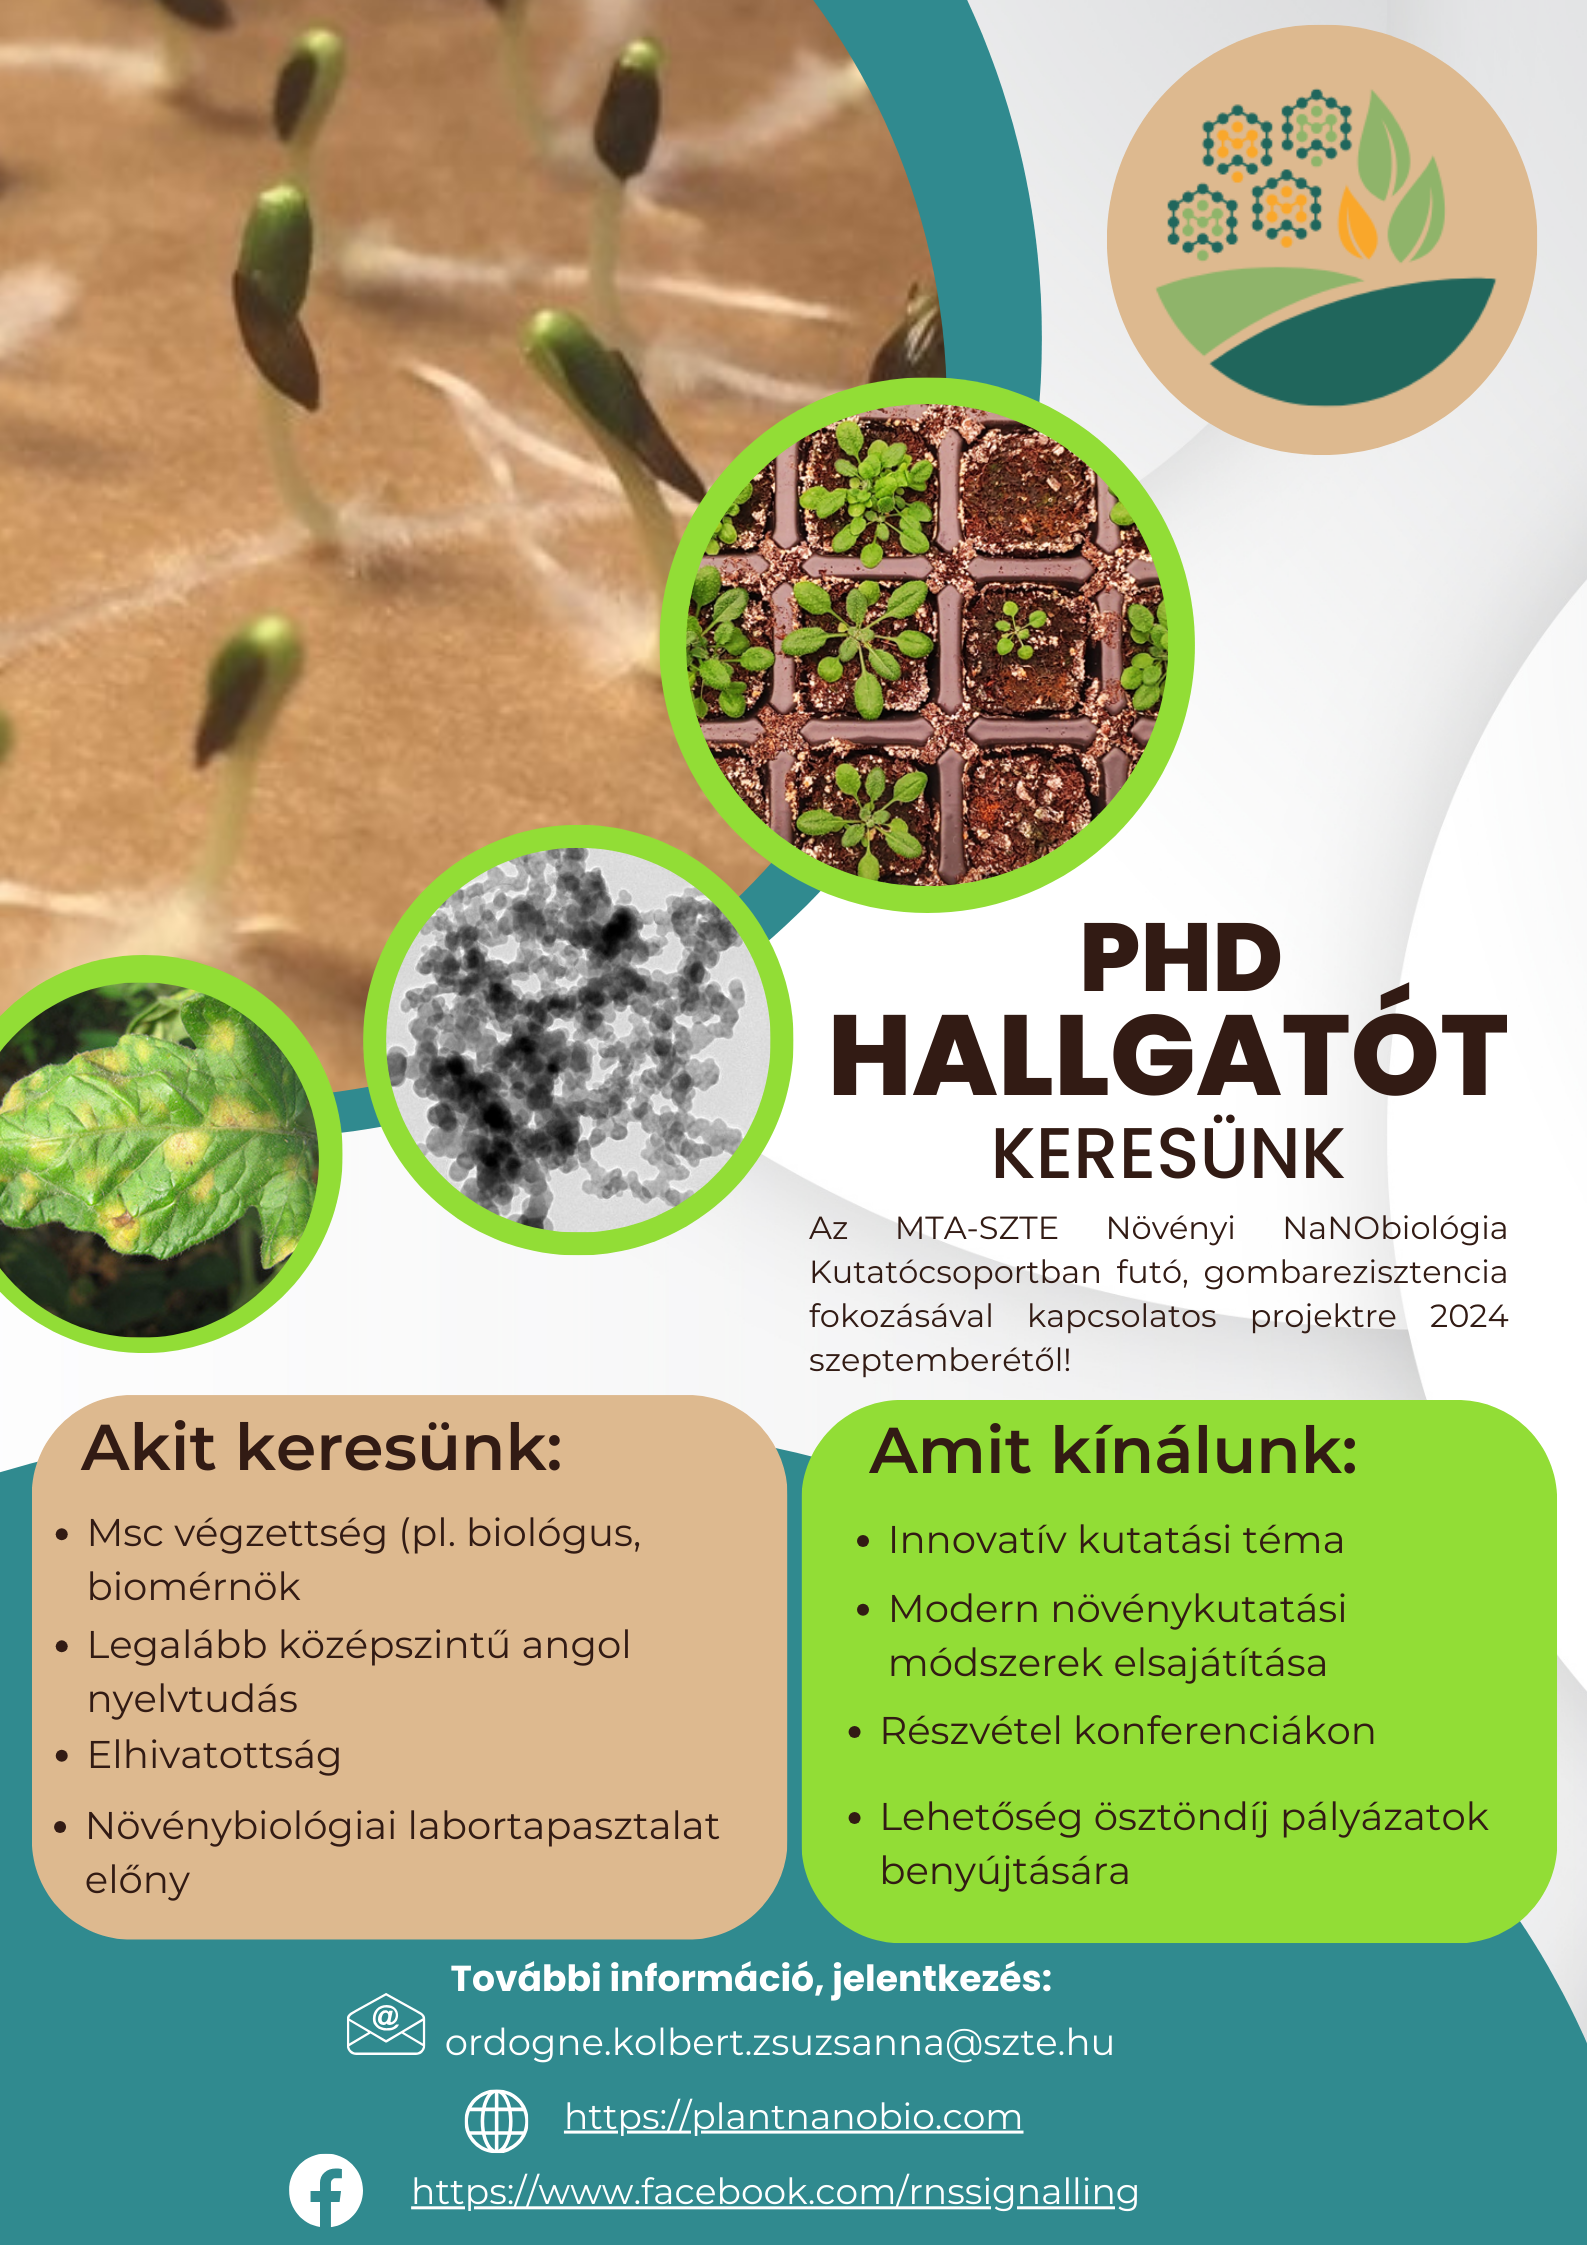 PHD
HALLGATÓT
KERESÜNK
Az MTA-SZTE Növényi NaNObiológia
Kutatócsoportban futó, gombarezisztencia
fokozásával kapcsolatos projektre 2024
szeptemberétől!
Akit keresünk:
• Msc végzettség (pl. biológus,
biomérnök
• Legalább középszintű angol
nyelvtudás
• Elhivatottság
• Növénybiológiai labortapasztalat
előny
Amit kínálunk:
• Innovatív kutatási téma
• Modern növénykutatási
módszerek elsajátítása
• Részvétel konferenciákon
• Lehetőség ösztöndíj pályázatok
benyújtására
További információ, jelentkezés:
ordogne.kolbert.zsuzsanna@szte.hu
https://plantnanobio.com
https://www.facebook.com/rnssignalling